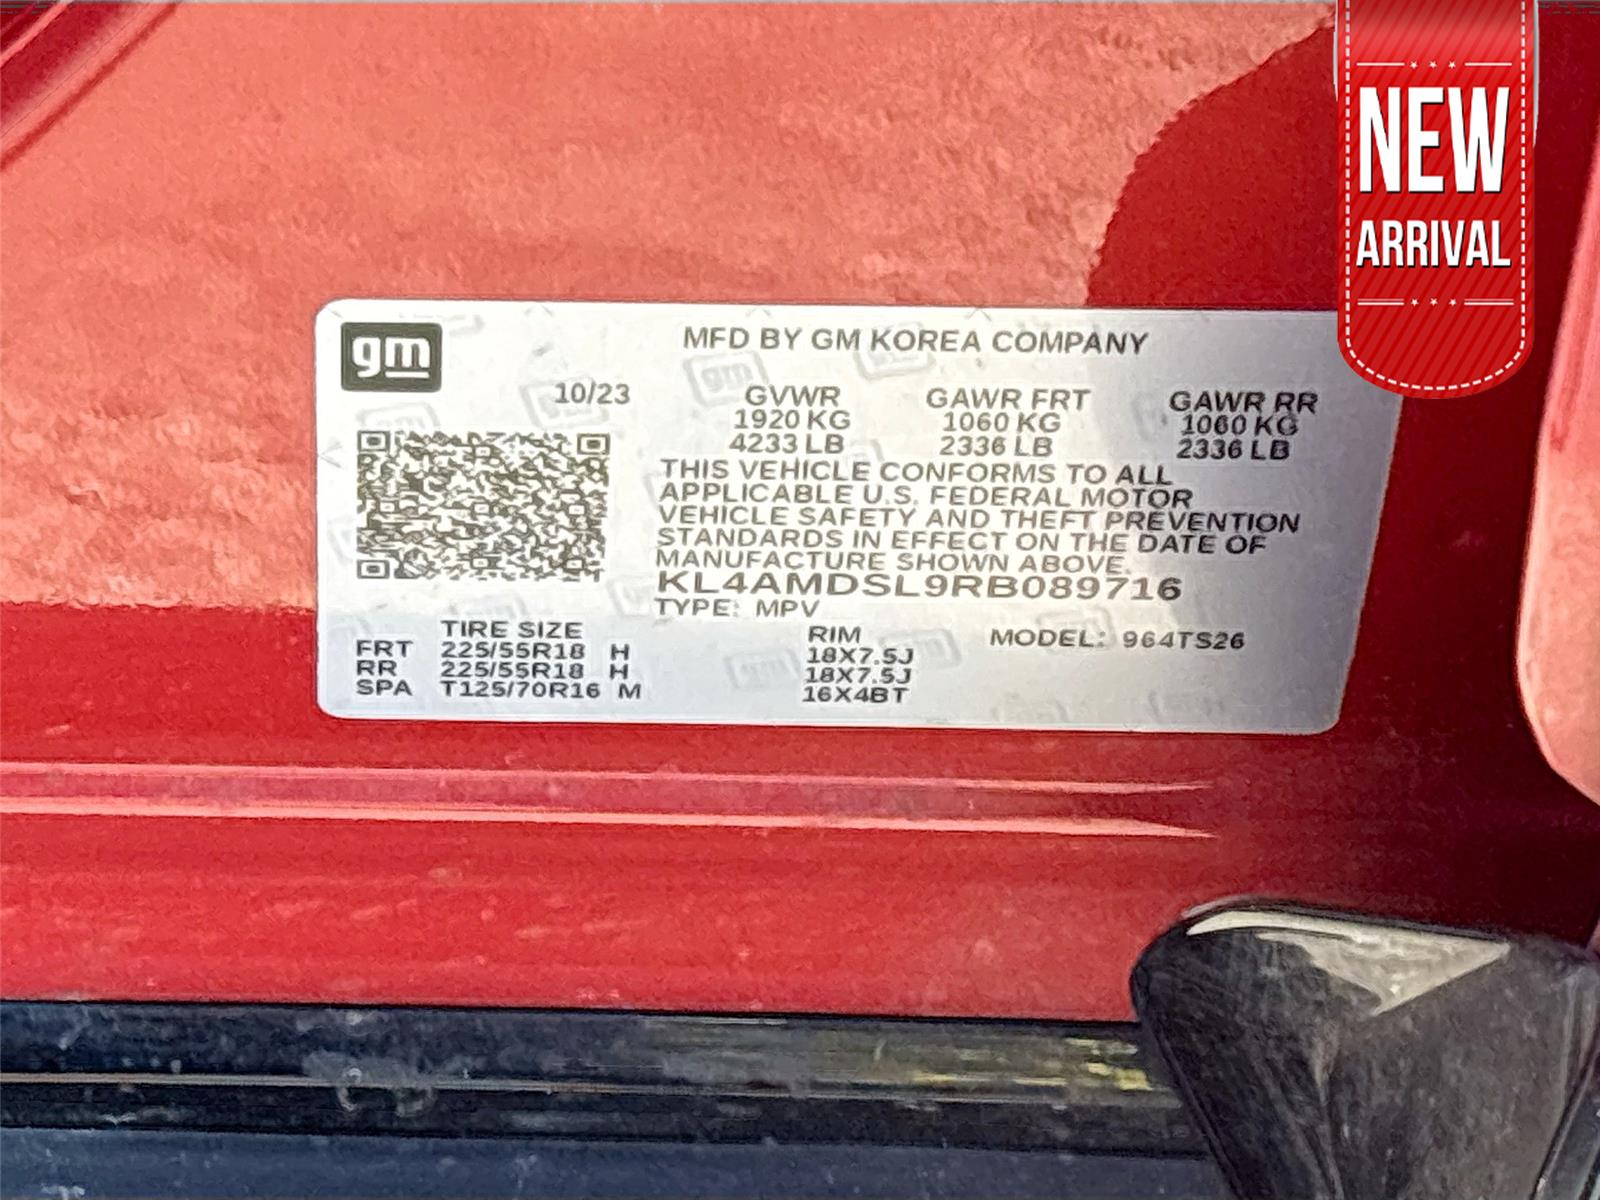 NEW
ARRIVAL
gm
MFD BY GM KOREA COMPANY
10/23
GVWR GAWR FRT GAWR RR
1920 KG 1060 KG 1060 KG
4233 LB 2336 LB 2336 LB
THIS VEHICLE CONFORMS TO ALL
APPLICABLE U.S. FEDERAL MOTOR
VEHICLE SAFETY AND THEFT PREVENTION
STANDARDS IN EFFECT ON THE DATE OF
MANUFACTURE SHOWN ABOVE.
KL4AMDSL9RB089716
TYPE: MPV
TIRE SIZE RIM MODEL: 964TS26
FRT 225/55R18 H 18X7.5J
RR 225/55R18 H 18X7.5J
SPA T125/70R16 M 16X4BT